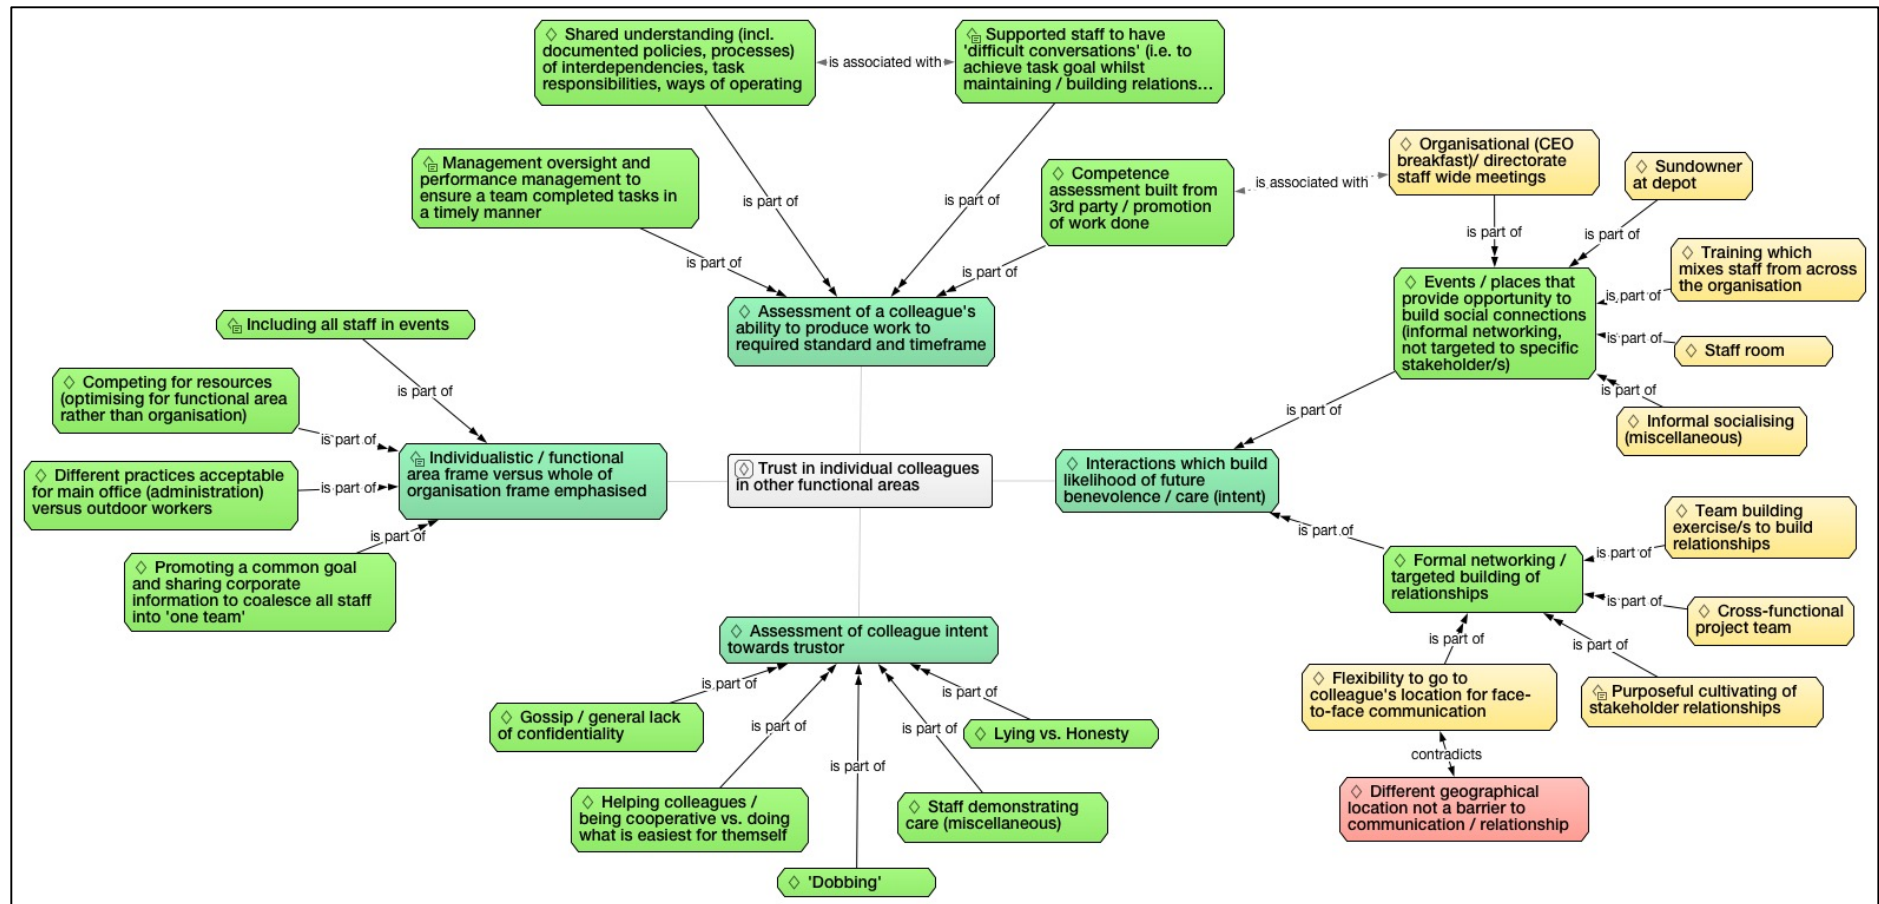 Shared understanding (incl.
documented policies, processes)
of interdependencies, task
responsibilities, ways of operating
is associated with
Supported staff to have
'difficult conversations' (i.e. to
achieve task goal whilst
maintaining / building relations...
Management oversight and
performance management to
ensure a team completed tasks in
a timely manner
is part of
is part of
is part of
Competence
assessment built from
3rd party / promotion
of work done
is part of
is associated with
Organisational (CEO
breakfast)/ directorate
staff wide meetings
Sundowner
at depot
is part of
is part of
Training which
mixes staff from across
the organisation
is part of
Events / places that
provide opportunity to
build social connections
(informal networking,
not targeted to specific
stakeholder/s)
is part of
Staff room
is part of
Informal socialising
(miscellaneous)
is part of
Assessment of a colleague's
ability to produce work to
required standard and timeframe
Including all staff in events
is part of
Competing for resources
(optimising for functional area
rather than organisation)
is part of
Different practices acceptable
for main office (administration)
versus outdoor workers
is part of
Individualistic / functional
area frame versus whole of
organisation frame emphasised
is part of
Promoting a common goal
and sharing corporate
information to coalesce all staff
into 'one team'
Trust in individual colleagues
in other functional areas
Interactions which build
likelihood of future
benevolence / care (intent)
is part of
Formal networking /
targeted building of
relationships
Team building
exercise/s to build
relationships
is part of
is part of
Cross-functional
project team
is part of
is part of
Flexibility to go to
colleague's location for face-
to-face communication
Purposeful cultivating of
stakeholder relationships
contradicts
Different geographical
location not a barrier to
communication / relationship
Assessment of colleague intent
towards trustor
is part of
is part of
is part of
is part of
is part of
Gossip / general lack
of confidentiality
Lying vs. Honesty
Helping colleagues /
being cooperative vs. doing
what is easiest for themself
Staff demonstrating
care (miscellaneous)
'Dobbing'